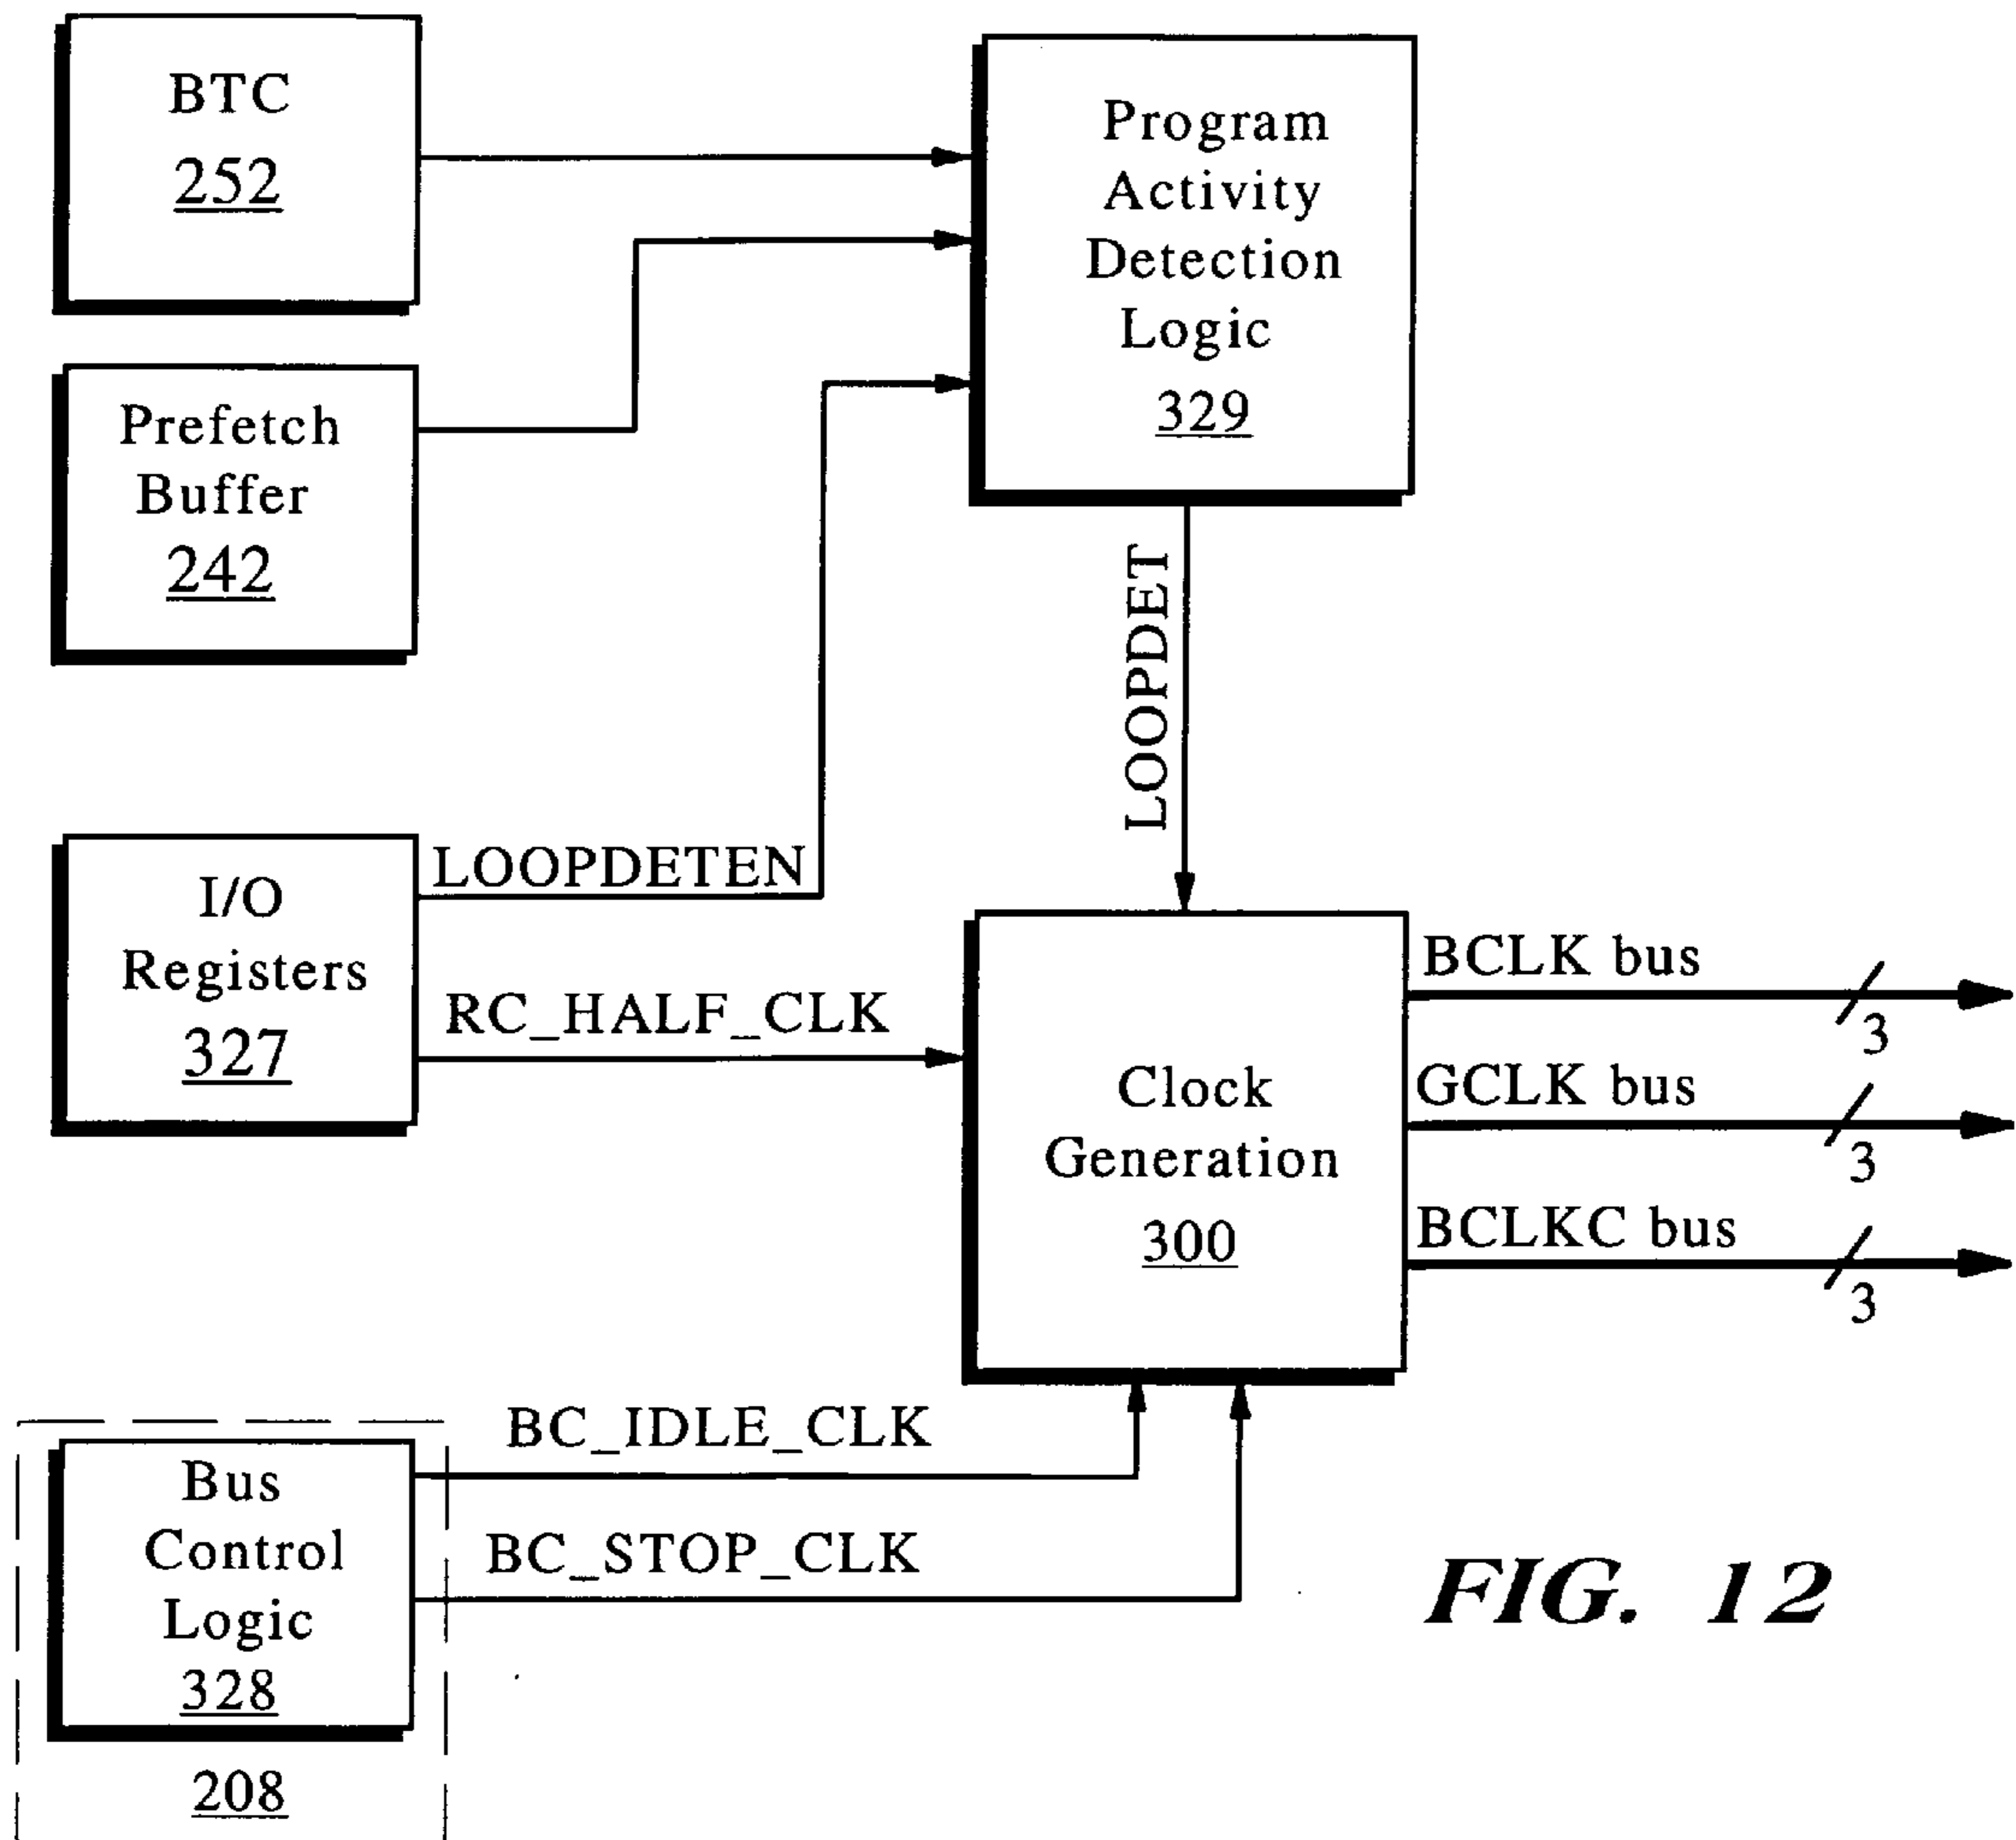 BTC
252
Program
Activity
Detection
Logic
329
Prefetch
Buffer
242
LOOPDET
I/O
Registers
327
LOOPDETEN
RC_HALF_CLK
Clock
Generation
300
BCLK bus
3
GCLK bus
3
BCLKC bus
3
Bus
Control
Logic
328
208
BC_IDLE_CLK
BC_STOP_CLK
FIG. 12